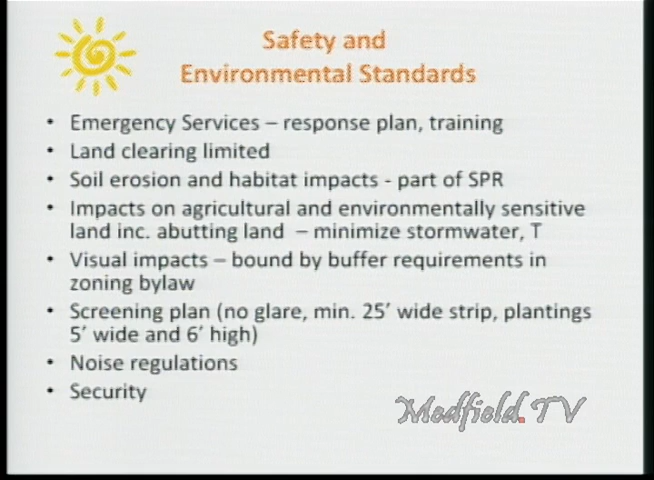 Safety and
Environmental Standards
• Emergency Services – response plan, training
• Land clearing limited
• Soil erosion and habitat impacts - part of SPR
• Impacts on agricultural and environmentally sensitive
land inc. abutting land – minimize stormwater, T
• Visual impacts – bound by buffer requirements in
zoning bylaw
• Screening plan (no glare, min. 25’ wide strip, plantings
5’ wide and 6’ high)
• Noise regulations
• Security
Medfield.TV